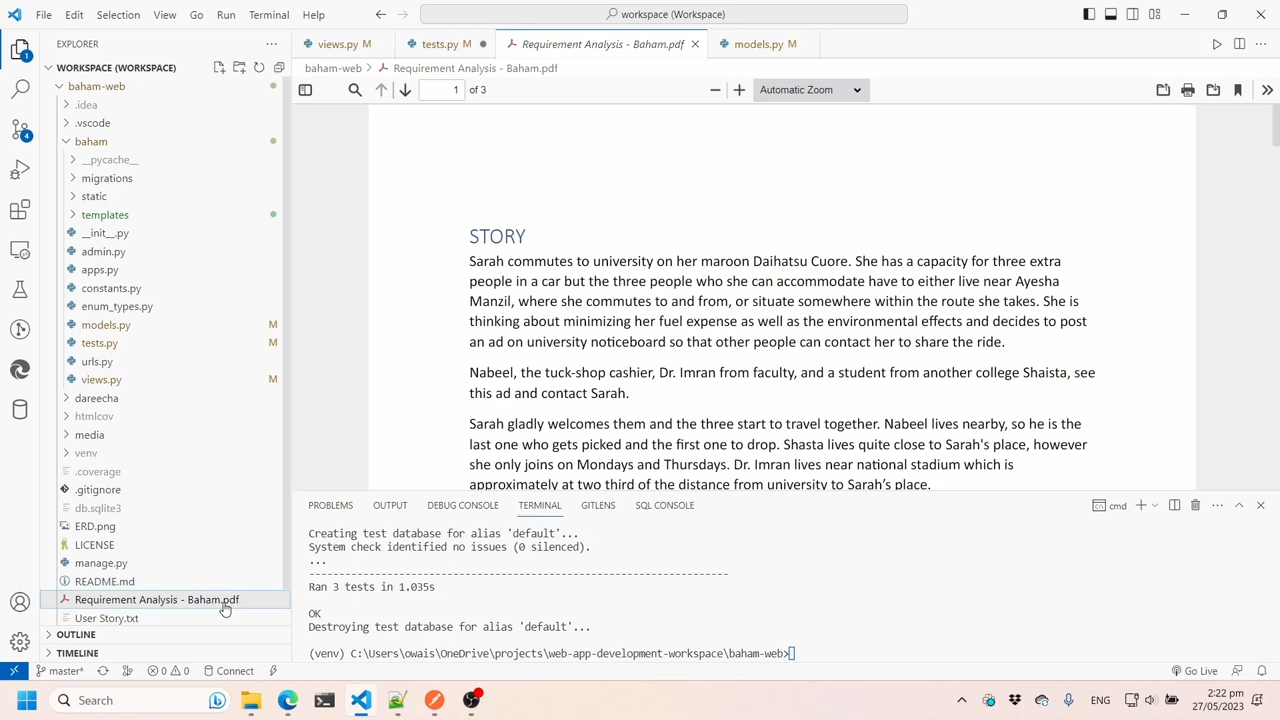 File Edit Selection View Go Run Terminal Help
workspace (Workspace)
EXPLORER
views.py M
tests.py M
Requirement Analysis - Baham.pdf
models.py M
WORKSPACE (WORKSPACE)
baham-web > Requirement Analysis - Baham.pdf
baham-web
1 of 3
Automatic Zoom
.idea
.vscode
baham
__pycache__
migrations
static
templates
__init__.py
admin.py
apps.py
constants.py
enum_types.py
models.py M
tests.py M
urls.py
views.py M
dareecha
htmlcov
media
venv
.coverage
.gitignore
db.sqlite3
ERD.png
LICENSE
manage.py
README.md
Requirement Analysis - Baham.pdf
User Story.txt
OUTLINE
TIMELINE
1
4
STORY
Sarah commutes to university on her maroon Daihatsu Cuore. She has a capacity for three extra
people in a car but the three people who she can accommodate have to either live near Ayesha
Manzil, where she commutes to and from, or situate somewhere within the route she takes. She is
thinking about minimizing her fuel expense as well as the environmental effects and decides to post
an ad on university noticeboard so that other people can contact her to share the ride.
Nabeel, the tuck-shop cashier, Dr. Imran from faculty, and a student from another college Shaista, see
this ad and contact Sarah.
Sarah gladly welcomes them and the three start to travel together. Nabeel lives nearby, so he is the
last one who gets picked and the first one to drop. Shasta lives quite close to Sarah's place, however
she only joins on Mondays and Thursdays. Dr. Imran lives near national stadium which is
approximately at two third of the distance from university to Sarah's place.
PROBLEMS OUTPUT DEBUG CONSOLE TERMINAL GITLENS SQL CONSOLE
cmd
Creating test database for alias 'default'...
System check identified no issues (0 silenced).
...
----------------------------------------------------------------------
Ran 3 tests in 1.035s
OK
Destroying test database for alias 'default'...
(venv) C:\Users\owais\OneDrive\projects\web-app-development-workspace\baham-web>
master* 0 0 Connect
Go Live
Search
ENG
2:22 pm
27/05/2023